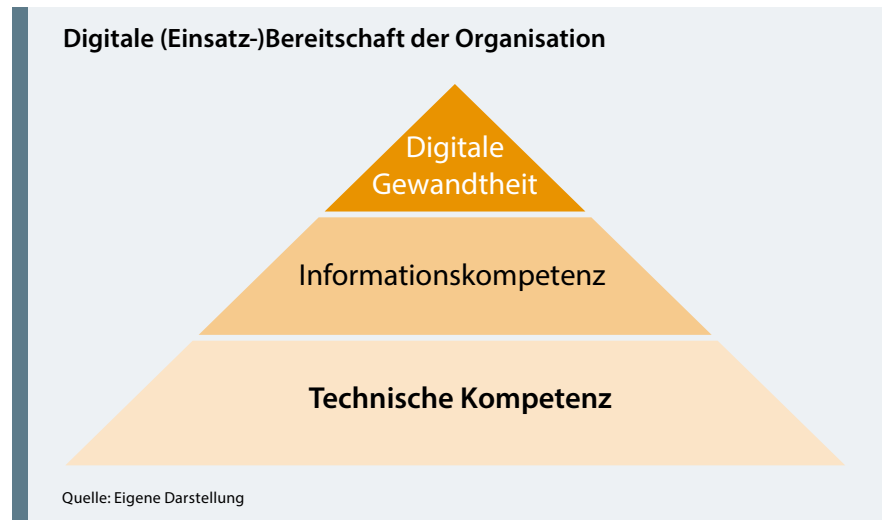 Digitale (Einsatz-)Bereitschaft der Organisation
Digitale
Gewandtheit
Informationskompetenz
Technische Kompetenz
Quelle: Eigene Darstellung